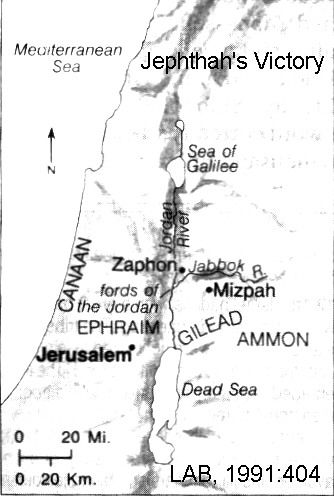 Mediterranean
Sea
Jephthah's Victory
N
Sea of
Galilee
Jordan
River
CANAAN
Zaphon
Jabbok R.
fords of
the Jordan
Mizpah
EPHRAIM
GILEAD
AMMON
Jerusalem
Dead Sea
0 20 Mi.
0 20 Km.
LAB, 1991:404